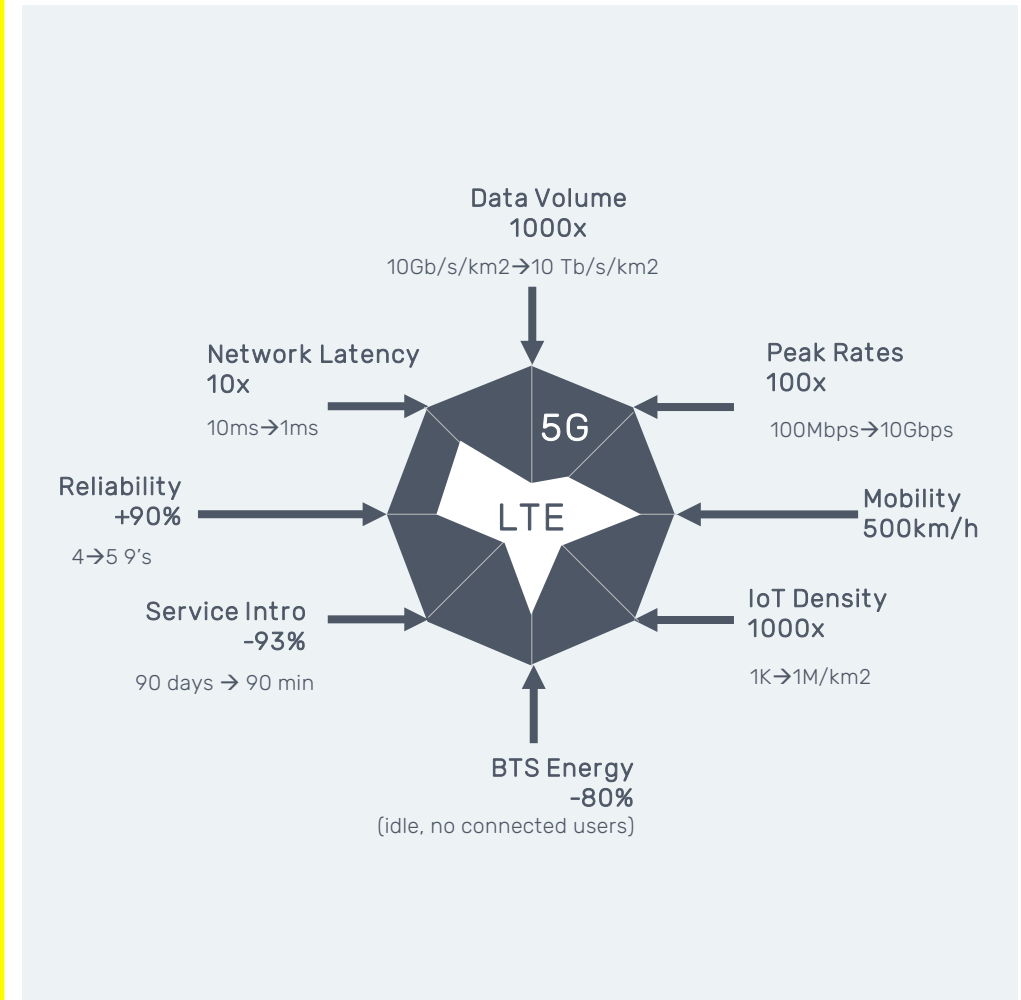 Data Volume
1000x
10Gb/s/km2→10 Tb/s/km2
Network Latency
10x
10ms→1ms
Peak Rates
100x
100Mbps→10Gbps
5G
Reliability
+90%
4→5 9's
LTE
Mobility
500km/h
Service Intro
-93%
90 days → 90 min
IoT Density
1000x
1K→1M/km2
BTS Energy
-80%
(idle, no connected users)